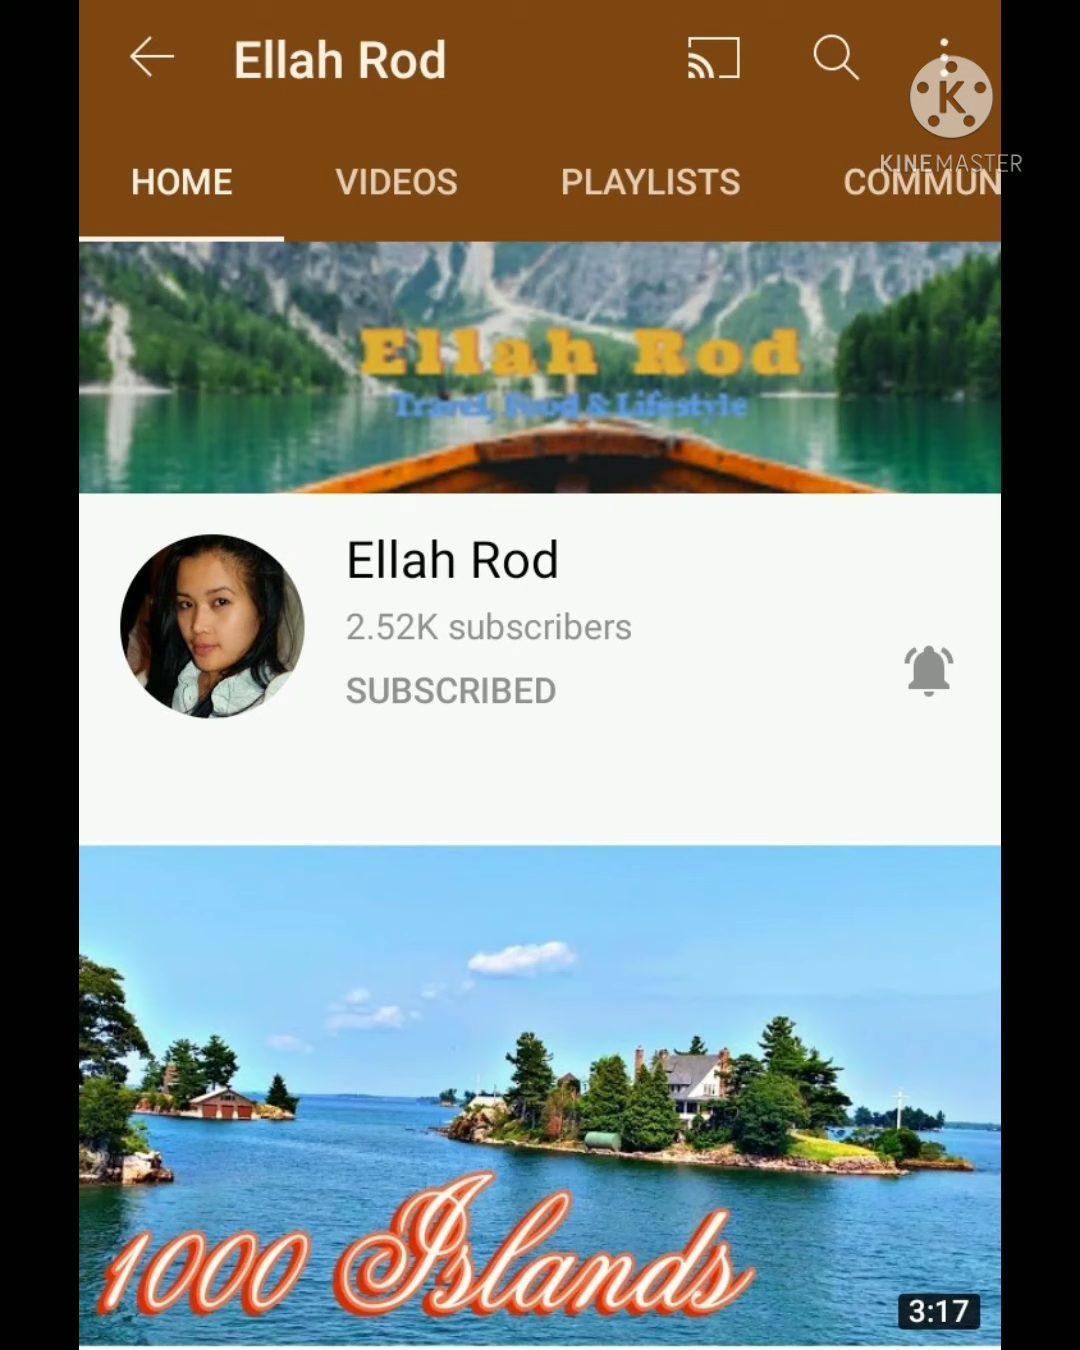 Ellah Rod
K
KINEMASTER
HOME VIDEOS PLAYLISTS COMMUN
Ellah Rod
Travel, Food & Lifestyle
Ellah Rod
2.52K subscribers
SUBSCRIBED
1000 Islands
3:17